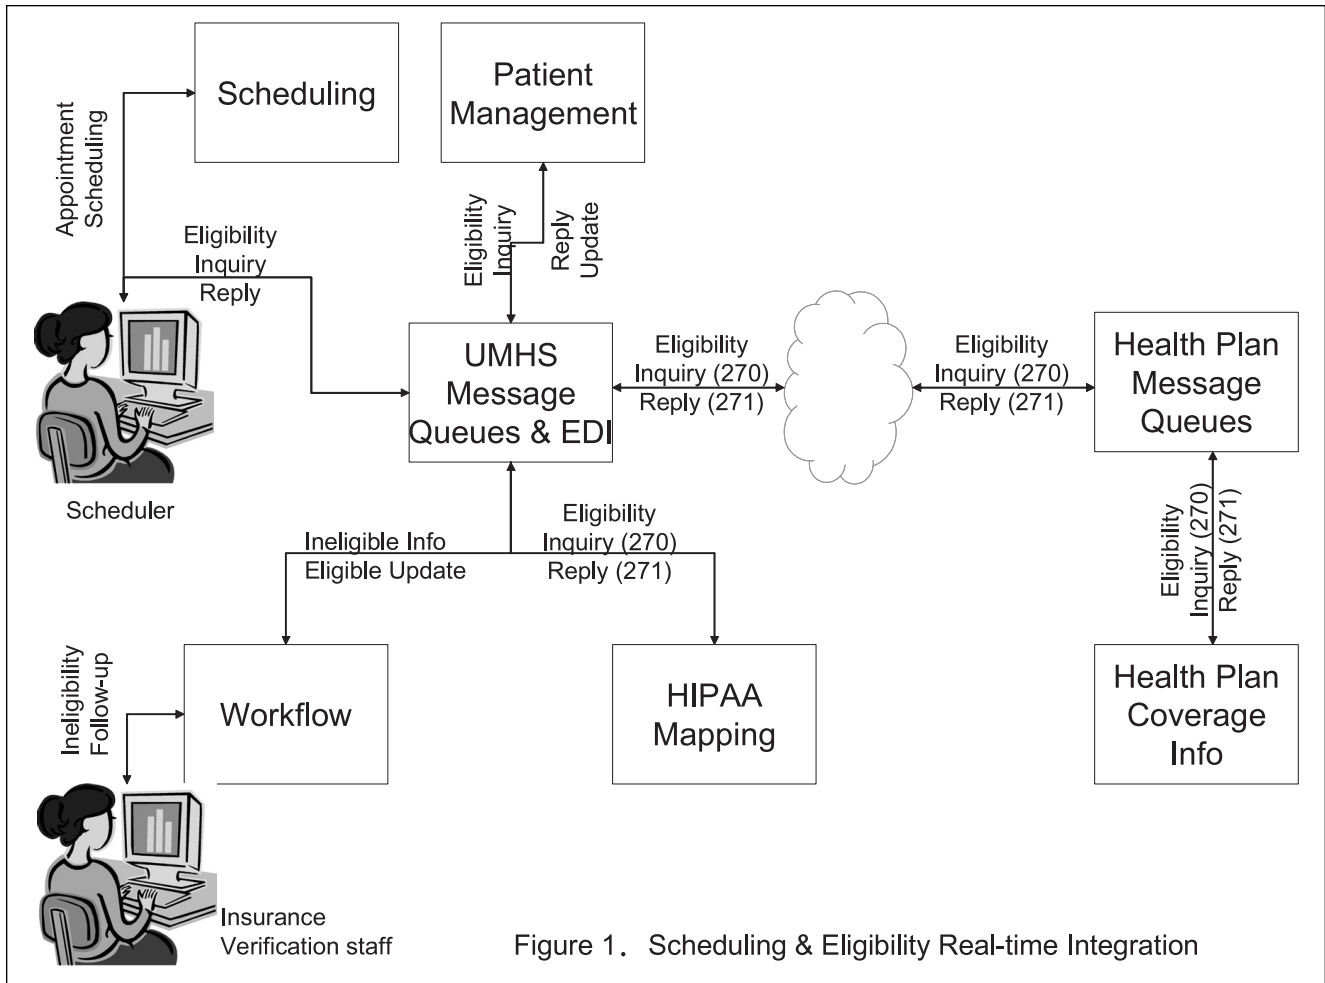 Scheduling
Patient
Management
Appointment
Scheduling
Eligibility
Inquiry
Reply
Update
Eligibility
Inquiry
Reply
UMHS
Message
Queues & EDI
Eligibility
Inquiry (270)
Reply (271)
Eligibility
Inquiry (270)
Reply (271)
Health Plan
Message
Queues
Scheduler
Ineligible Info
Eligible Update
Eligibility
Inquiry (270)
Reply (271)
Eligibility
Inquiry (270)
Reply (271)
Ineligibility
Follow-up
Workflow
HIPAA
Mapping
Health Plan
Coverage
Info
Insurance
Verification staff
Figure 1. Scheduling & Eligibility Real-time Integration